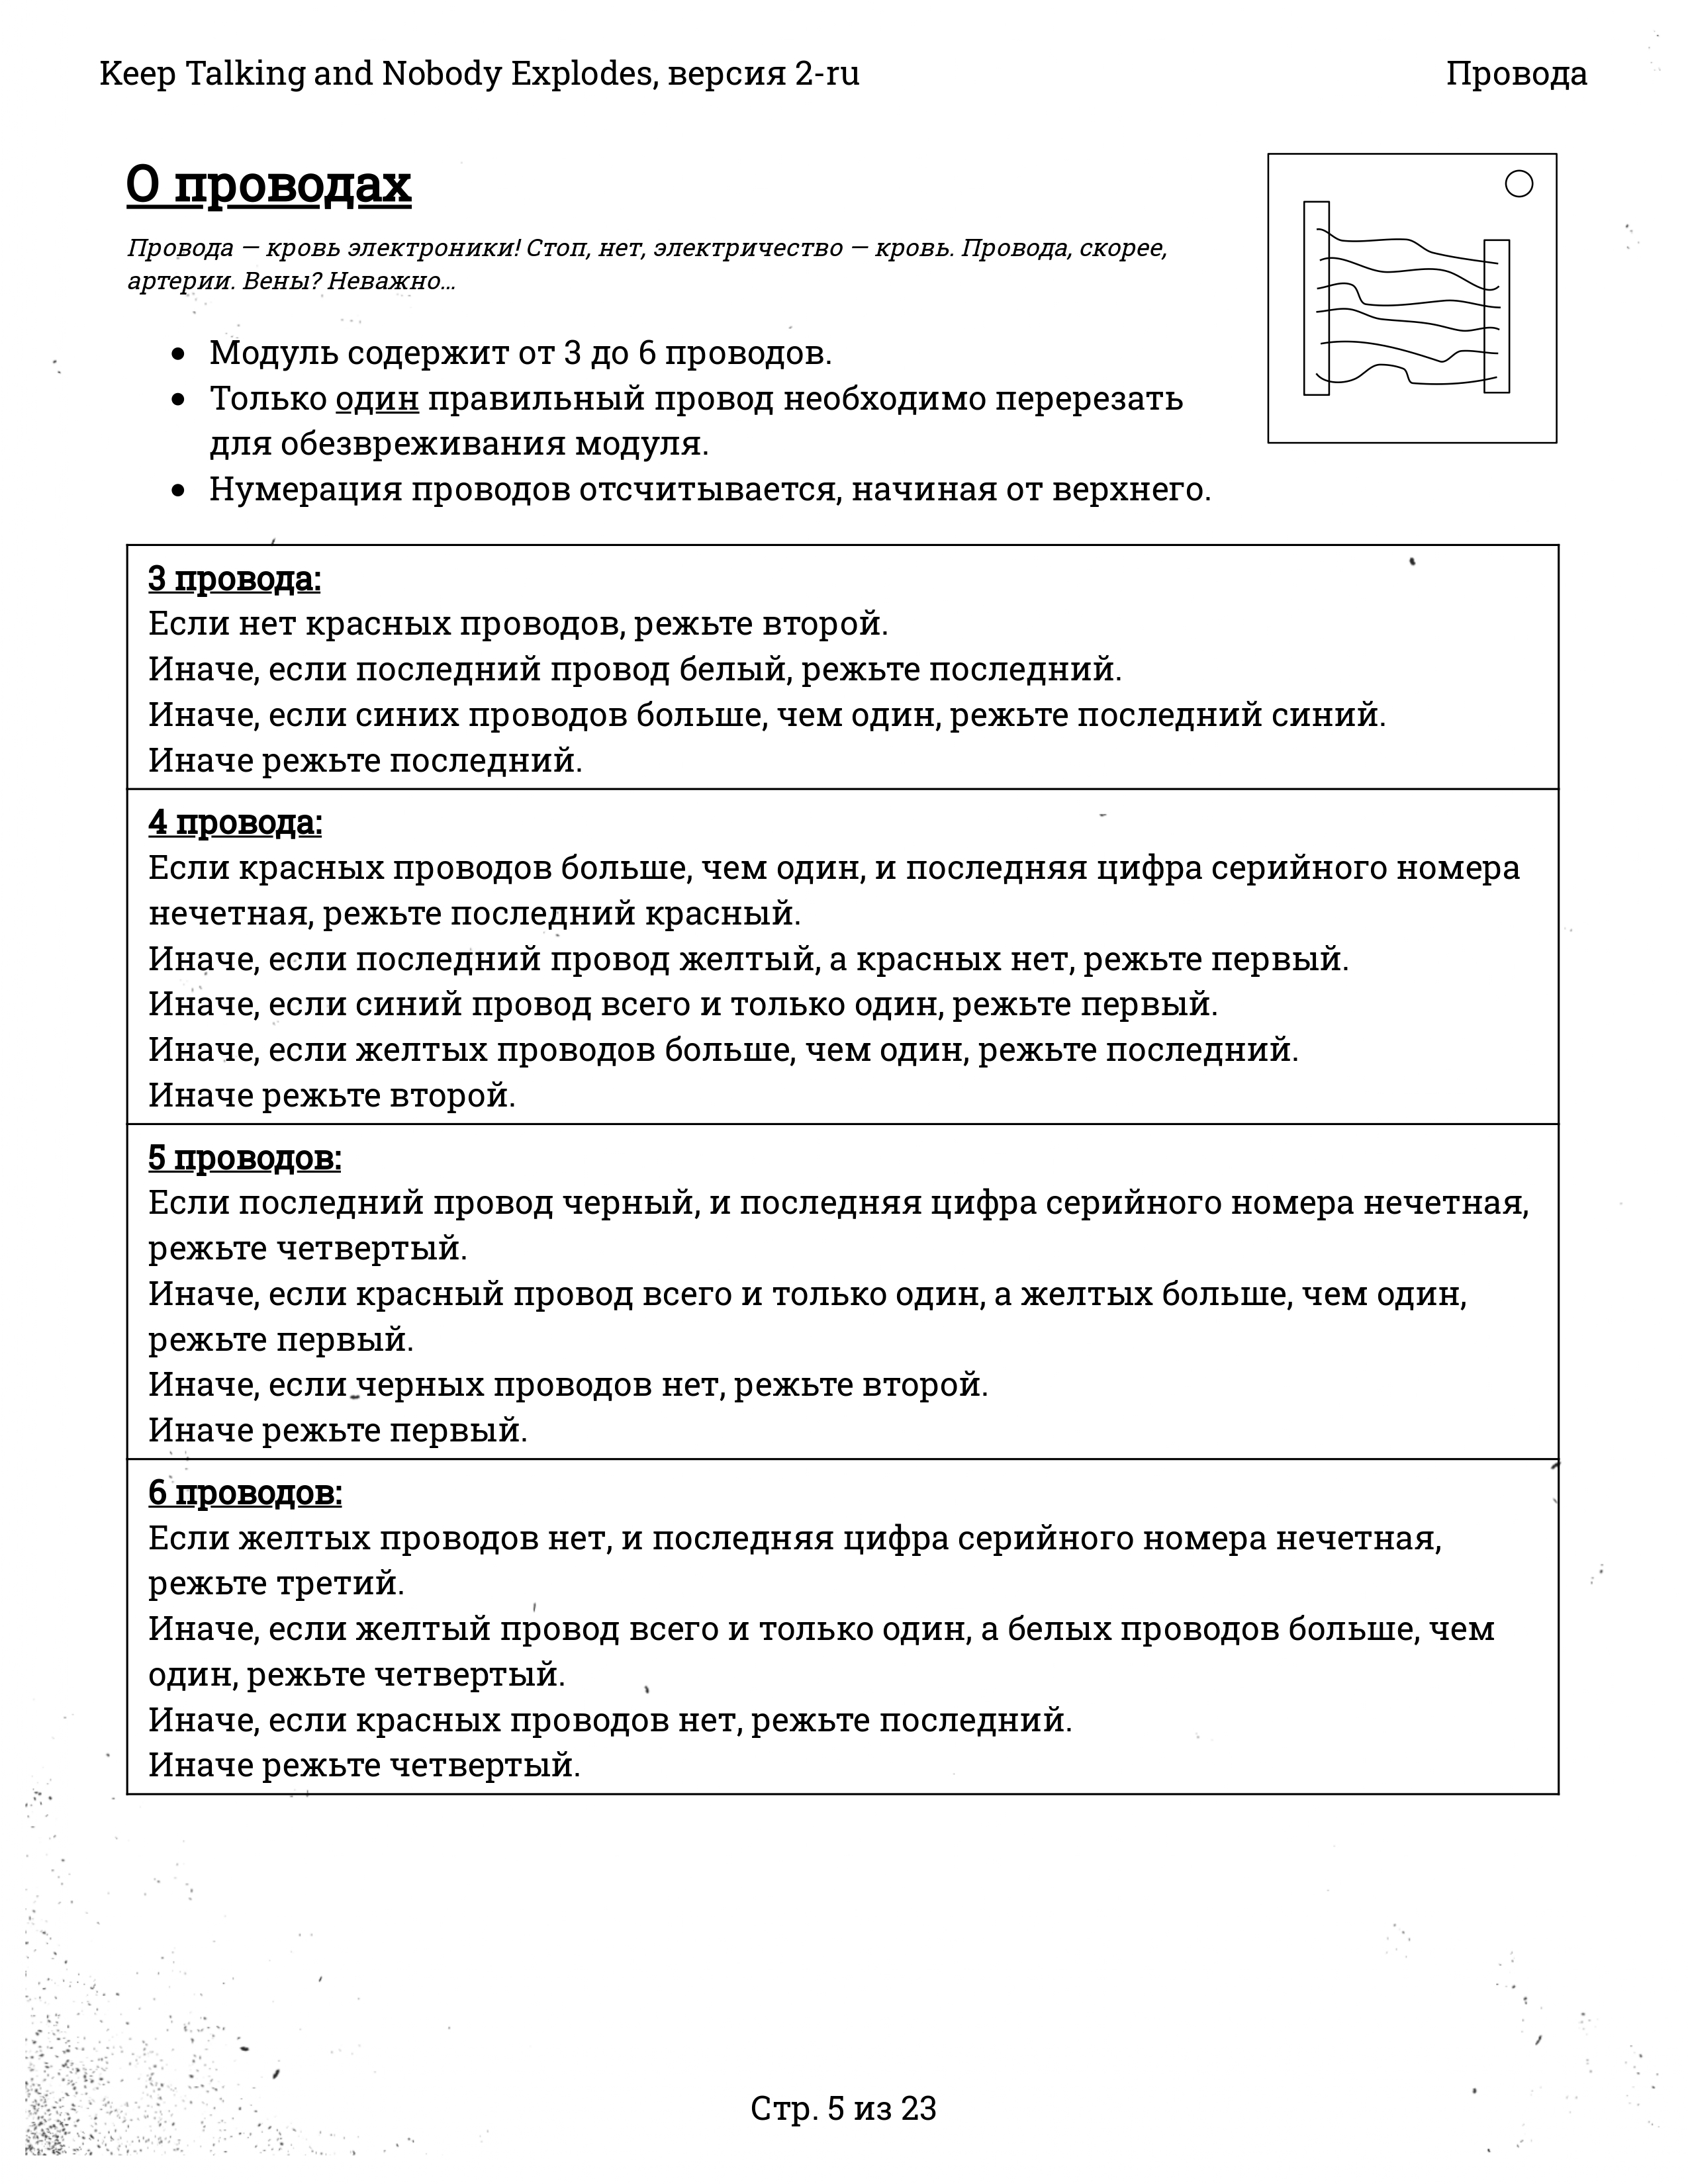 Keep Talking and Nobody Explodes, версия 2-ru
Провода
О проводах
Провода — кровь электроники! Стоп, нет, электричество — кровь. Провода, скорее,
артерии. Вены? Неважно...
• Модуль содержит от 3 до 6 проводов.
• Только один правильный провод необходимо перерезать
для обезвреживания модуля.
• Нумерация проводов отсчитывается, начиная от верхнего.
3 провода:
Если нет красных проводов, режьте второй.
Иначе, если последний провод белый, режьте последний.
Иначе, если синих проводов больше, чем один, режьте последний синий.
Иначе режьте последний.
4 провода:
Если красных проводов больше, чем один, и последняя цифра серийного номера
нечетная, режьте последний красный.
Иначе, если последний провод желтый, а красных нет, режьте первый.
Иначе, если синий провод всего и только один, режьте первый.
Иначе, если желтых проводов больше, чем один, режьте последний.
Иначе режьте второй.
5 проводов:
Если последний провод черный, и последняя цифра серийного номера нечетная,
режьте четвертый.
Иначе, если красный провод всего и только один, а желтых больше, чем один,
режьте первый.
Иначе, если черных проводов нет, режьте второй.
Иначе режьте первый.
6 проводов:
Если желтых проводов нет, и последняя цифра серийного номера нечетная,
режьте третий.
Иначе, если желтый провод всего и только один, а белых проводов больше, чем
один, режьте четвертый.
Иначе, если красных проводов нет, режьте последний.
Иначе режьте четвертый.
Стр. 5 из 23